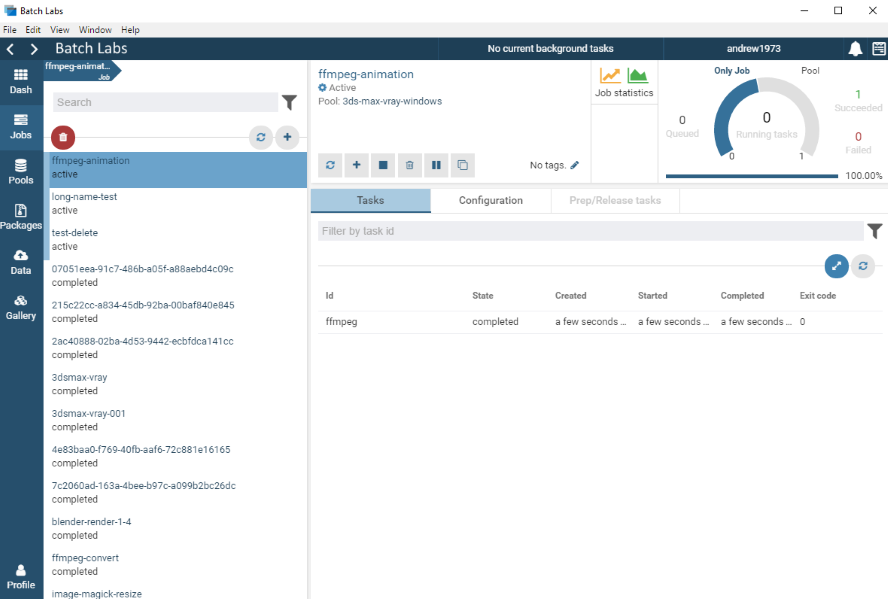 Batch Labs
File Edit View Window Help
Batch Labs
No current background tasks
andrew1973
Dash
Jobs
Pools
Packages
Data
Gallery
Profile
ffmpeg-animat...
Job
Search
ffmpeg-animation
active
long-name-test
active
test-delete
active
07051eea-91c7-486b-a05f-a88aebd4c09c
completed
215c22cc-a834-45db-92ba-00baf840e845
completed
2ac40888-02ba-4d53-9442-ecbfdca141cc
completed
3dsmax-vray
completed
3dsmax-vray-001
completed
4e83baa0-f769-40fb-aaf6-72c881e16165
completed
7c2060ad-163a-4bee-b97c-a099b2bc26dc
completed
blender-render-1-4
completed
ffmpeg-convert
completed
image-magick-resize
ffmpeg-animation
Active
Pool: 3ds-max-vray-windows
No tags.
Job statistics
Only Job Pool
0
Queued
0
Running tasks
0 1
1
Succeeded
0
Failed
100.00%
Tasks Configuration Prep/Release tasks
Filter by task id
Id State Created Started Completed Exit code
ffmpeg completed a few seconds ... a few seconds ... a few seconds ... 0